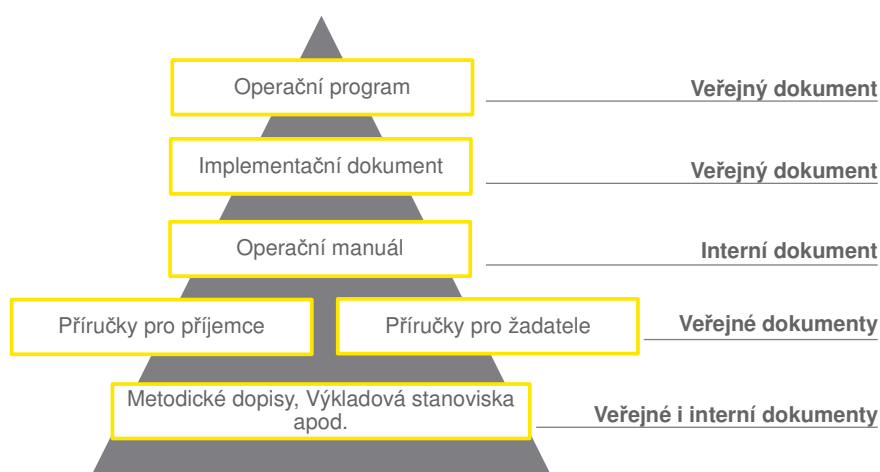 Operační program
Veřejný dokument
Implementační dokument
Veřejný dokument
Operační manuál
Interní dokument
Příručky pro příjemce
Příručky pro žadatele
Veřejné dokumenty
Metodické dopisy, Výkladová stanoviska
apod.
Veřejné i interní dokumenty